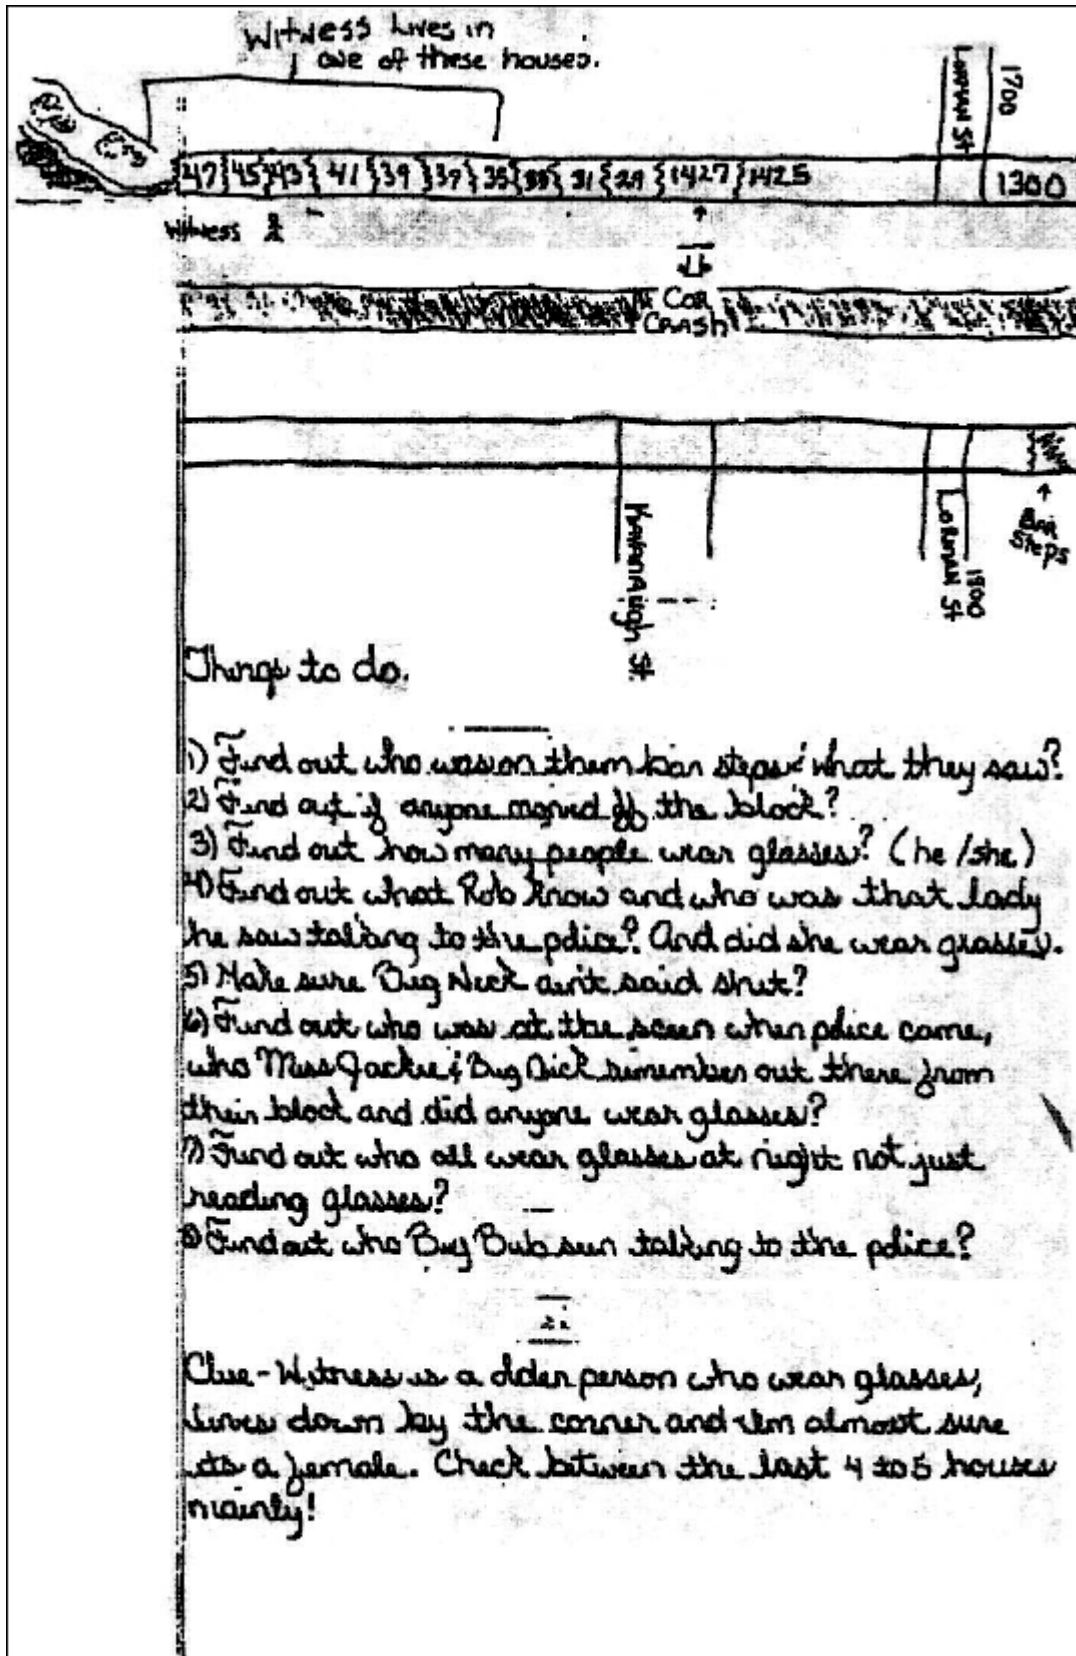 Witness Lives in
one of these houses.
Lorman St
1700
47 45 43 41 39 37 35 33 31 29 1427 1425
1300
Witness 2
Car
Crash
Kavanaugh St.
Lorman St
1500
Bar
Steps
Things to do.
1) Find out who was on them bar steps & what they saw?
2) Find out if anyone moved off the block?
3) Find out how many people wear glasses? (he/she)
4) Find out what Rob know and who was that lady
he saw talking to the police? And did she wear grasses.
5) Make sure Big Neck ain't said shit?
6) Find out who was at the sceen when police came,
who Miss Jackie & Big Dick remember out there from
their block and did anyone wear glasses?
7) Find out who all wear glasses at night not just
reading glasses?
8) Find out who Big Bub seen talking to the police?
Clue - Witness is a older person who wear glasses,
lives down by the corner and I'm almost sure
its a female. Check between the last 4 to 5 houses
mainly!